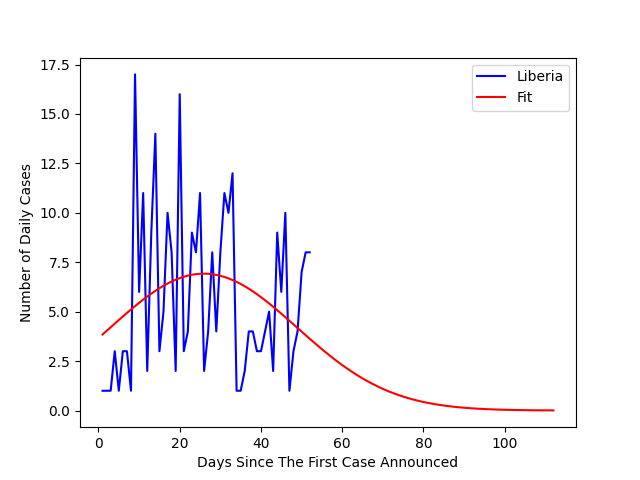 Liberia
Fit
17.5
15.0
12.5
10.0
7.5
5.0
2.5
0.0
Number of Daily Cases
0 20 40 60 80 100
Days Since The First Case Announced